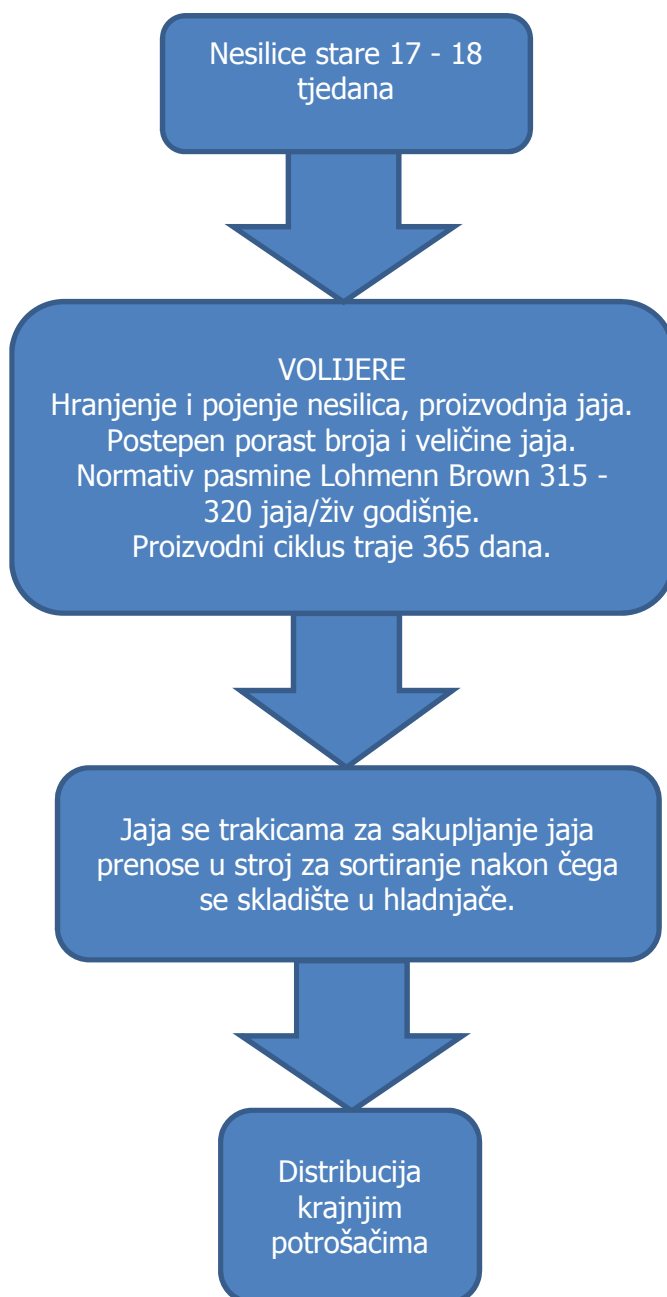 Nesilice stare 17 - 18
tjedana
VOLIJERE
Hranjenje i pojenje nesilica, proizvodnja jaja.
Postepen porast broja i veličine jaja.
Normativ pasmine Lohmenn Brown 315 -
320 jaja/živ godišnje.
Proizvodni ciklus traje 365 dana.
Jaja se trakicama za sakupljanje jaja
prenose u stroj za sortiranje nakon čega
se skladište u hladnjače.
Distribucija
krajnjim
potrošačima